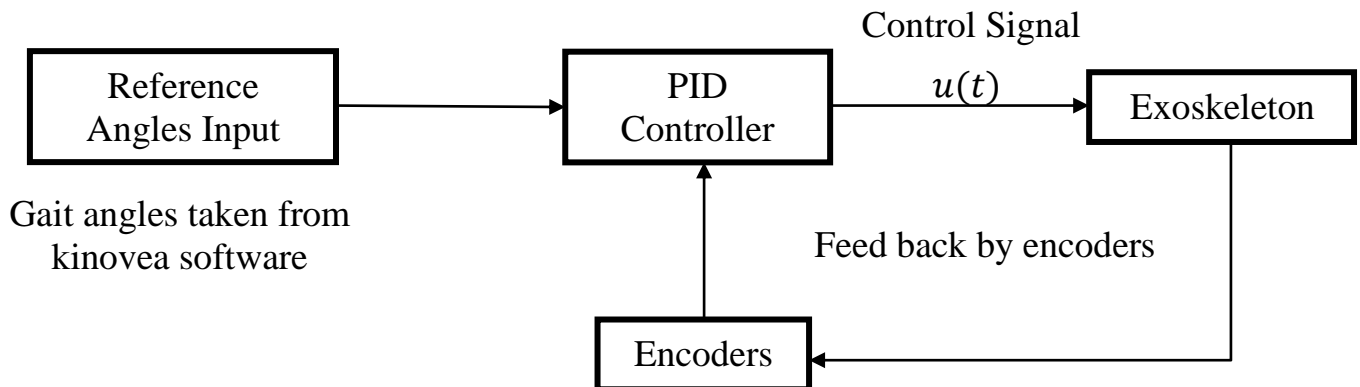 Reference
Angles Input
Gait angles taken from
kinovea software
PID
Controller
Control Signal
u(t)
Exoskeleton
Feed back by encoders
Encoders